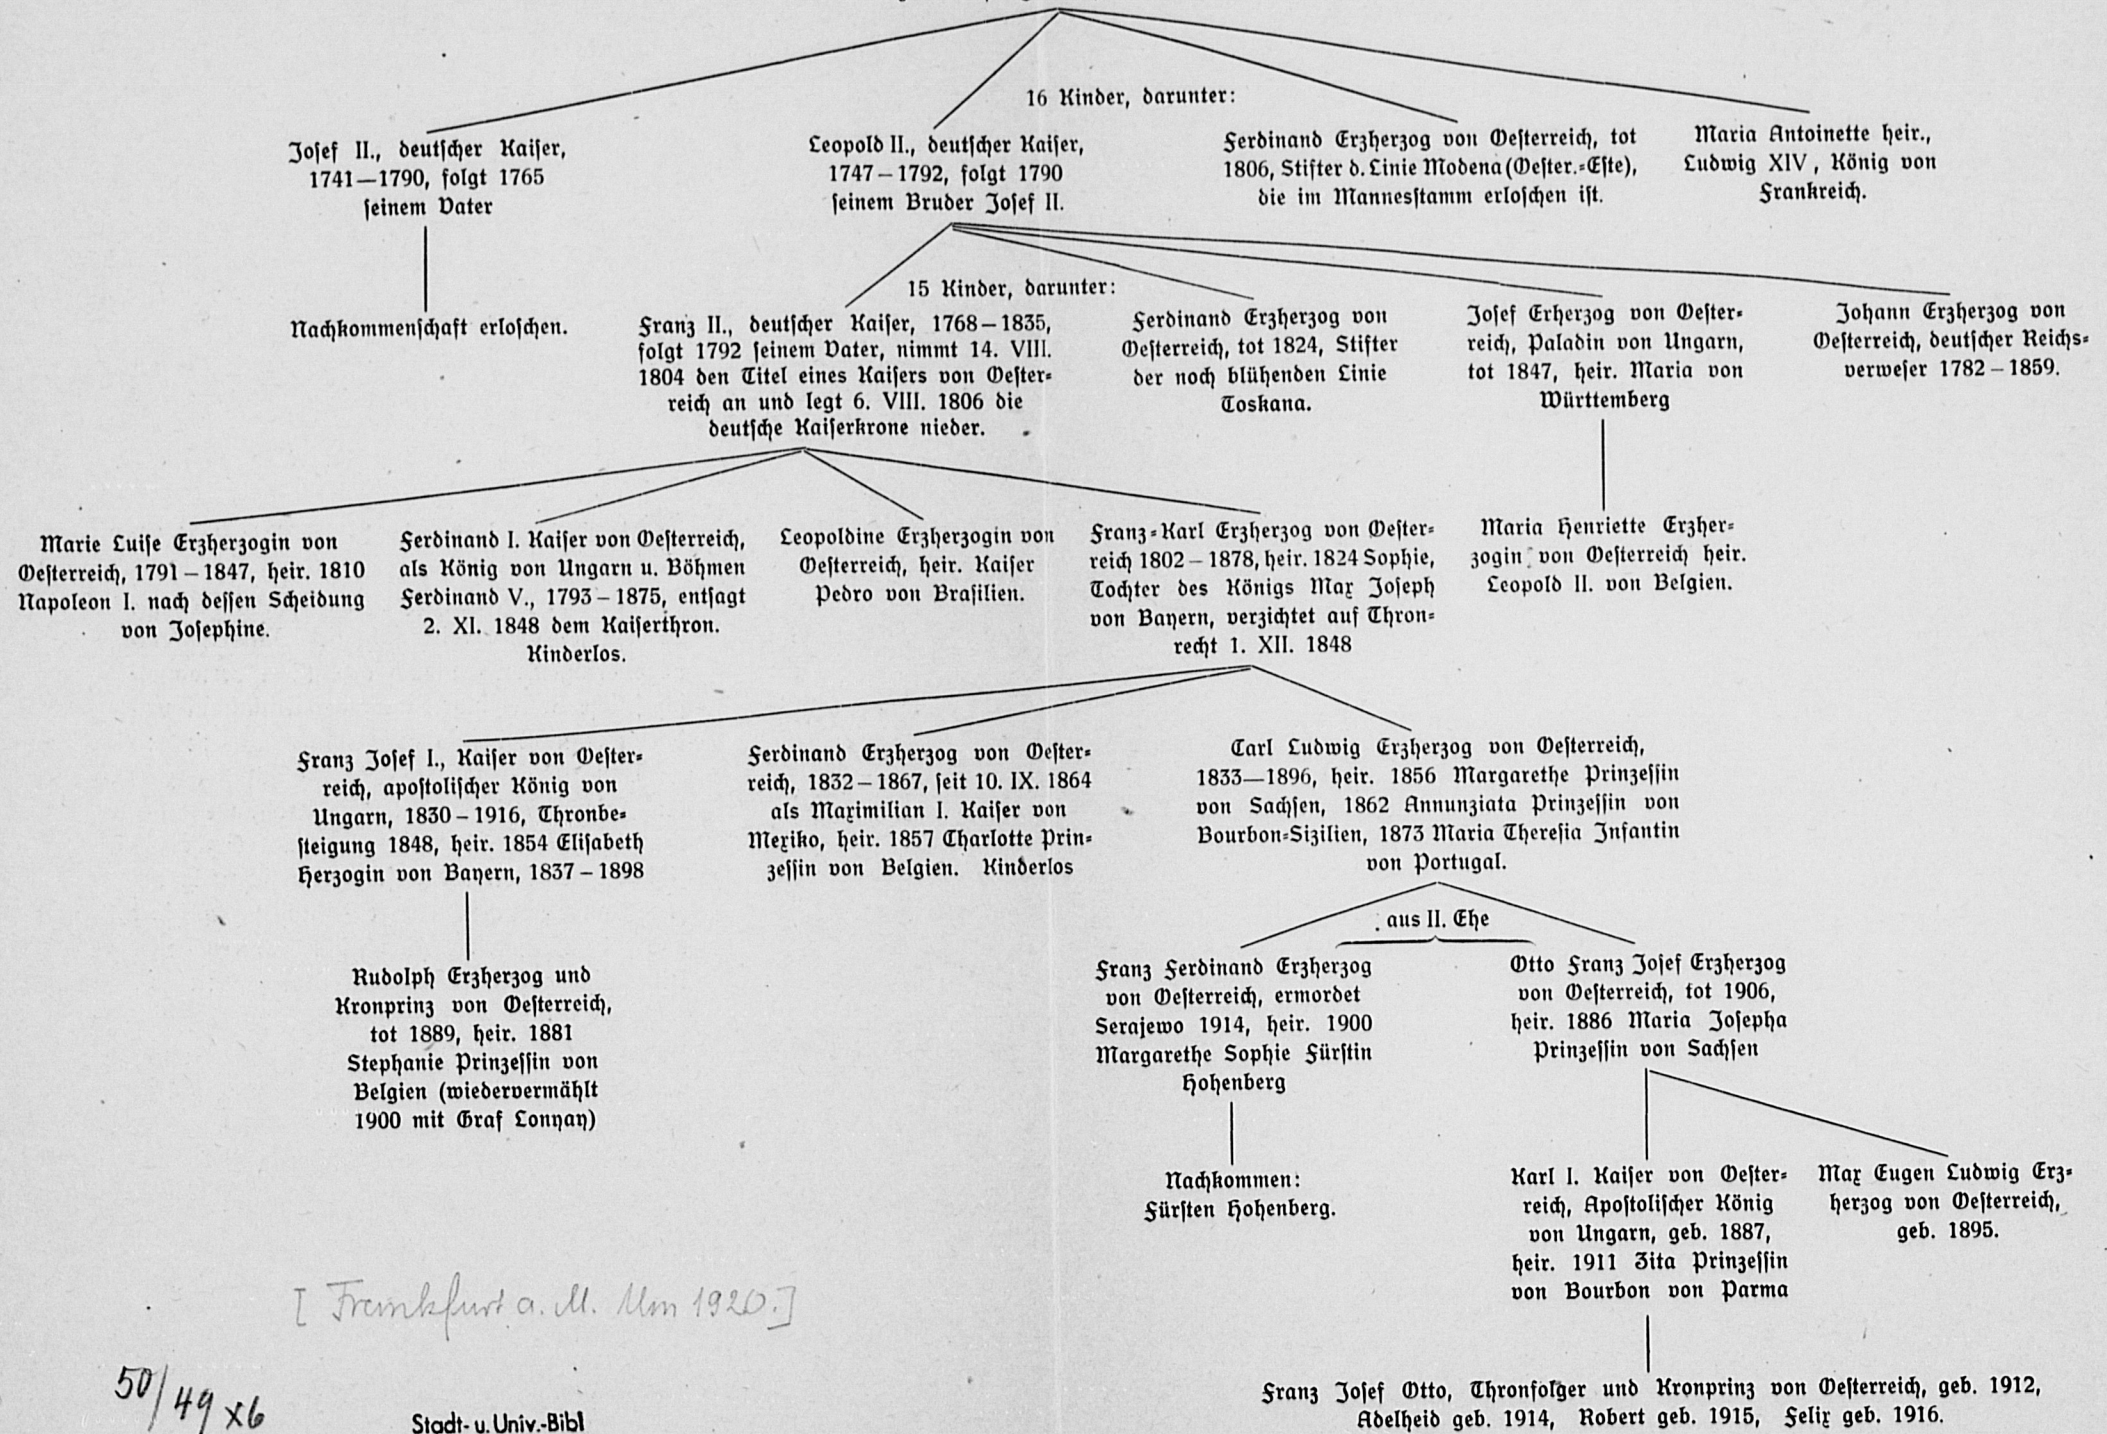 16 Kinder, darunter:
Josef II., deutscher Kaiser,
1741—1790, folgt 1765
seinem Vater
Leopold II., deutscher Kaiser,
1747–1792, folgt 1790
seinem Bruder Josef II.
Ferdinand Erzherzog von Oesterreich, tot
1806, Stifter d. Linie Modena (Oester.-Este),
die im Mannesstamm erloschen ist.
Maria Antoinette heir.,
Ludwig XIV, König von
Frankreich.
Nachkommenschaft erloschen.
15 Kinder, darunter:
Franz II., deutscher Kaiser, 1768–1835,
folgt 1792 seinem Vater, nimmt 14. VIII.
1804 den Titel eines Kaisers von Oester-
reich an und legt 6. VIII. 1806 die
deutsche Kaiserkrone nieder.
Ferdinand Erzherzog von
Oesterreich, tot 1824, Stifter
der noch blühenden Linie
Toskana.
Josef Erherzog von Oester-
reich, Paladin von Ungarn,
tot 1847, heir. Maria von
Württemberg
Johann Erzherzog von
Oesterreich, deutscher Reichs-
verweser 1782–1859.
Marie Luise Erzherzogin von
Oesterreich, 1791–1847, heir. 1810
Napoleon I. nach dessen Scheidung
von Josephine.
Ferdinand I. Kaiser von Oesterreich,
als König von Ungarn u. Böhmen
Ferdinand V., 1793–1875, entsagt
2. XI. 1848 dem Kaiserthron.
Kinderlos.
Leopoldine Erzherzogin von
Oesterreich, heir. Kaiser
Pedro von Brasilien.
Franz-Karl Erzherzog von Oester-
reich 1802–1878, heir. 1824 Sophie,
Tochter des Königs Max Joseph
von Bayern, verzichtet auf Thron-
recht 1. XII. 1848
Maria Henriette Erzher-
zogin von Oesterreich heir.
Leopold II. von Belgien.
Franz Josef I., Kaiser von Oester-
reich, apostolischer König von
Ungarn, 1830–1916, Thronbe-
steigung 1848, heir. 1854 Elisabeth
Herzogin von Bayern, 1837–1898
Ferdinand Erzherzog von Oester-
reich, 1832–1867, seit 10. IX. 1864
als Maximilian I. Kaiser von
Mexiko, heir. 1857 Charlotte Prin-
zessin von Belgien. Kinderlos
Carl Ludwig Erzherzog von Oesterreich,
1833—1896, heir. 1856 Margarethe Prinzessin
von Sachsen, 1862 Annunziata Prinzessin von
Bourbon-Sizilien, 1873 Maria Theresia Infantin
von Portugal.
aus II. Ehe
Rudolph Erzherzog und
Kronprinz von Oesterreich,
tot 1889, heir. 1881
Stephanie Prinzessin von
Belgien (wiedervermählt
1900 mit Graf Lonyay)
Franz Ferdinand Erzherzog
von Oesterreich, ermordet
Serajewo 1914, heir. 1900
Margarethe Sophie Fürstin
Hohenberg
Otto Franz Josef Erzherzog
von Oesterreich, tot 1906,
heir. 1886 Maria Josepha
Prinzessin von Sachsen
Nachkommen:
Fürsten Hohenberg.
Karl I. Kaiser von Oester-
reich, Apostolischer König
von Ungarn, geb. 1887,
heir. 1911 Zita Prinzessin
von Bourbon von Parma
Max Eugen Ludwig Erz-
herzog von Oesterreich,
geb. 1895.
[Frankfurt a. M. Um 1920.]
Franz Josef Otto, Thronfolger und Kronprinz von Oesterreich, geb. 1912,
Adelheid geb. 1914, Robert geb. 1915, Felix geb. 1916.
50/49 x6
Stadt- u. Univ.-Bibl